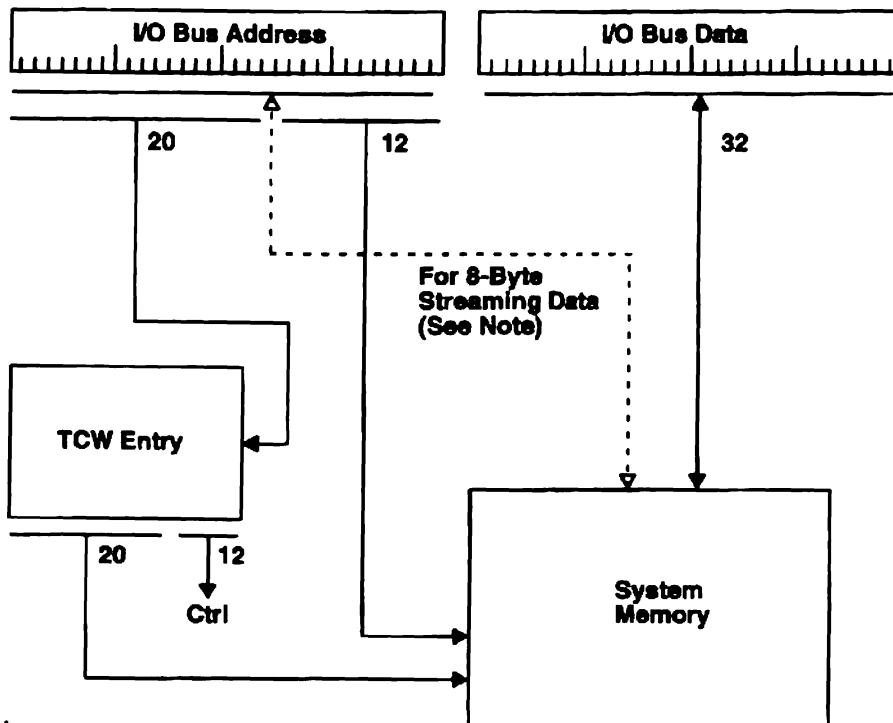 I/O Bus Address
I/O Bus Data
20
12
32
For 8-Byte
Streaming Data
(See Note)
TCW Entry
20
12
Ctrl
System
Memory